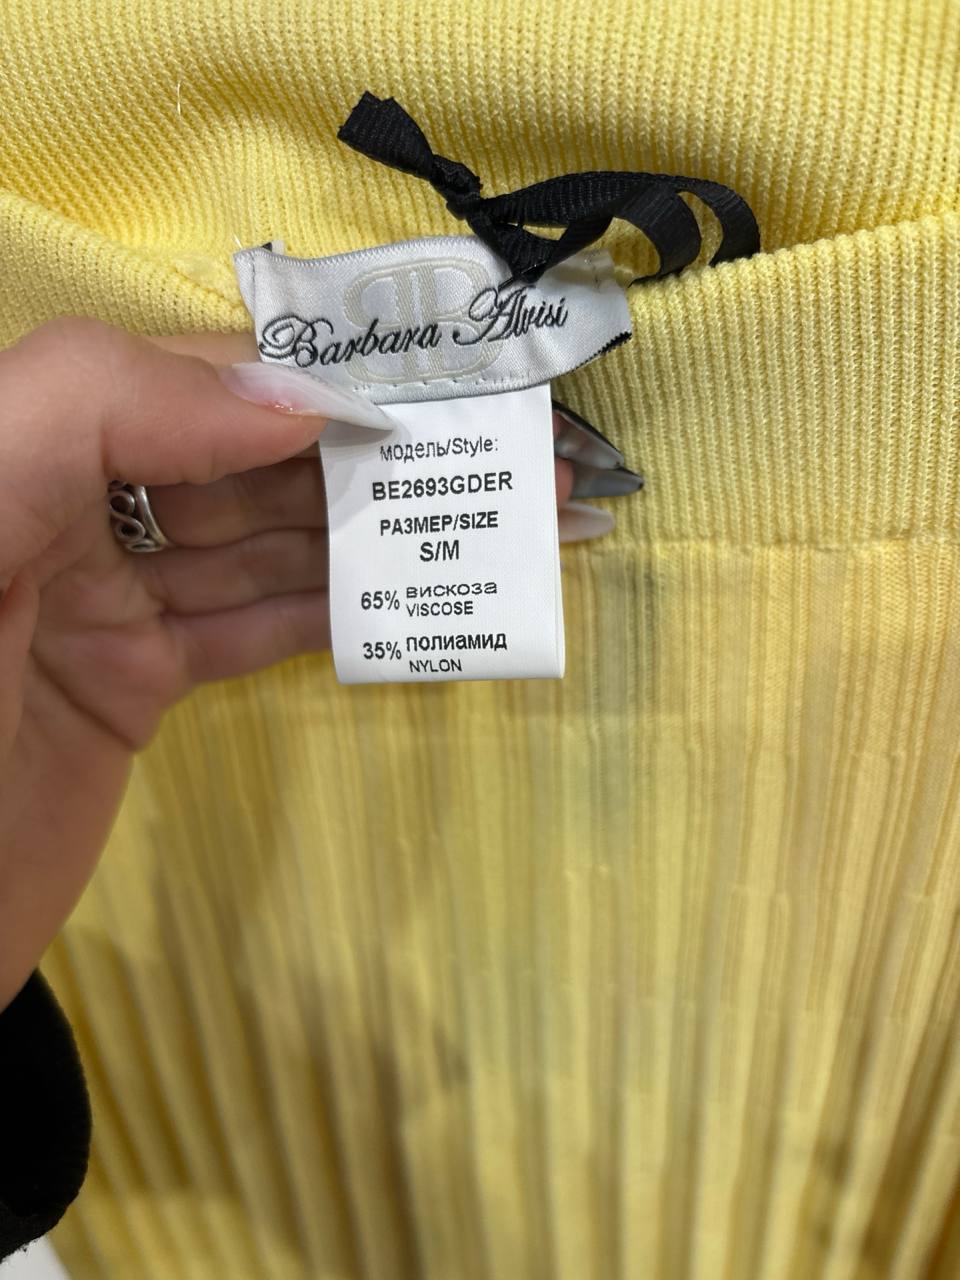 Barbara Alvisi
модель/Style:
BE2693GDER
РАЗМЕР/SIZE
S/M
65% вискоза
VISCOSE
35% полиамид
NYLON